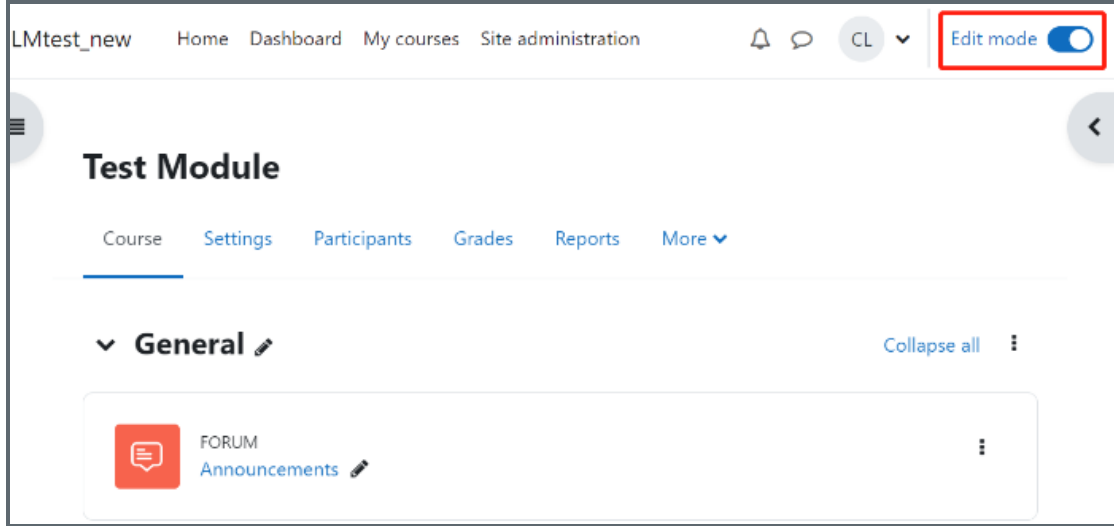 LMtest_new Home Dashboard My courses Site administration CL Edit mode
Test Module
Course Settings Participants Grades Reports More
General Collapse all
FORUM
Announcements